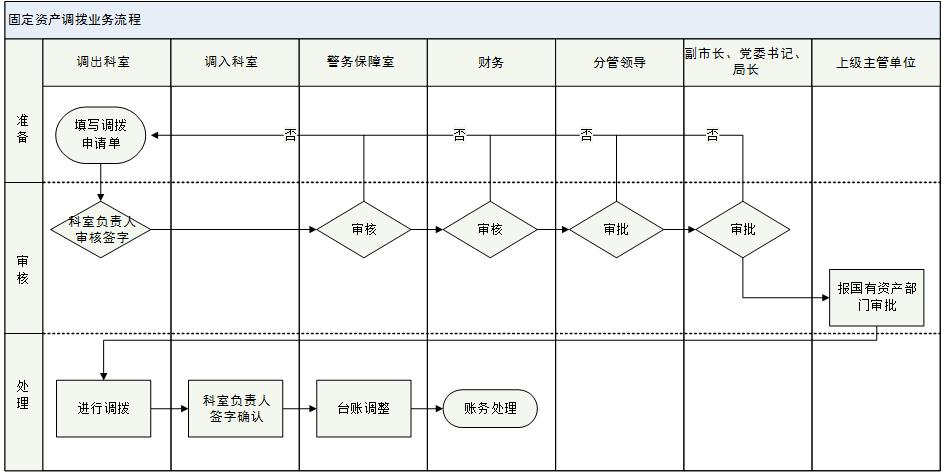 固定资产调拨业务流程
调出科室
调入科室
警务保障室
财务
分管领导
副市长、党委书记、
局长
上级主管单位
准
备
填写调拨
申请单
否
否
否
否
审
核
科室负责人
审核签字
审核
审核
审批
审批
报国有资产部
门审批
处
理
进行调拨
科室负责人
签字确认
台账调整
账务处理